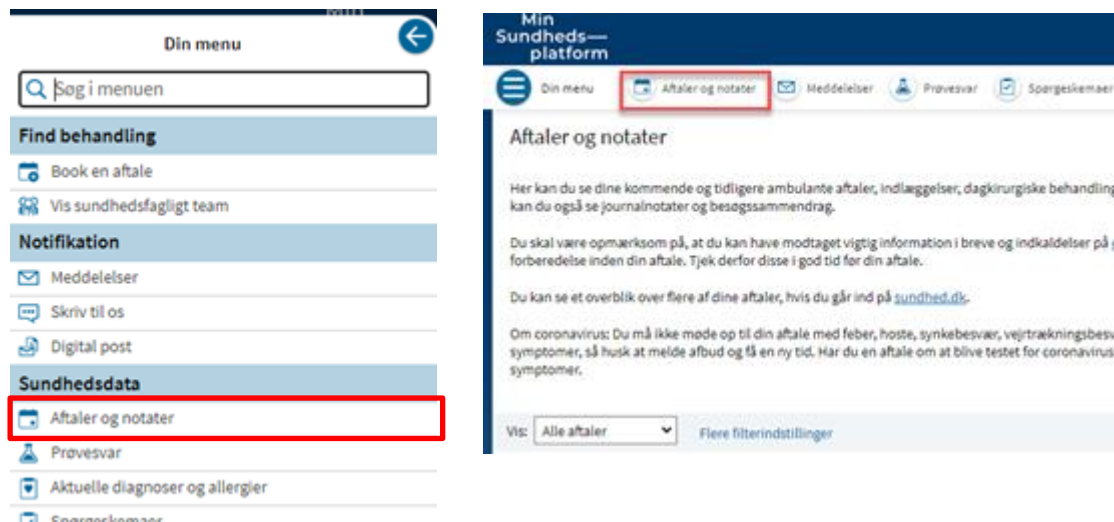 Din menu
Søg i menuen
Find behandling
Book en aftale
Vis sundhedsfagligt team
Notifikation
Meddelelser
Skriv til os
Digital post
Sundhedsdata
Aftaler og notater
Prøvesvar
Aktuelle diagnoser og allergier
Spørgeskemaer
Min
Sundheds—
platform
Din menu Aftaler og notater Meddelelser Prøvesvar Spørgeskemaer
Aftaler og notater
Her kan du se dine kommende og tidligere ambulante aftaler, indlæggelser, dagkirurgiske behandling
kan du også se journalnotater og besøgssammendrag.
Du skal være opmærksom på, at du kan have modtaget vigtig information i breve og indkaldelser på
forberedelse inden din aftale. Tjek derfor disse i god tid før din aftale.
Du kan se et overblik over flere af dine aftaler, hvis du går ind på sundhed.dk.
Om coronavirus: Du må ikke møde op til din aftale med feber, hoste, synkebesvær, vejrtrækningsbesv
symptomer, så husk at melde afbud og få en ny tid. Har du en aftale om at blive testet for coronavirus
symptomer.
Vis: Alle aftaler Flere filterindstillinger